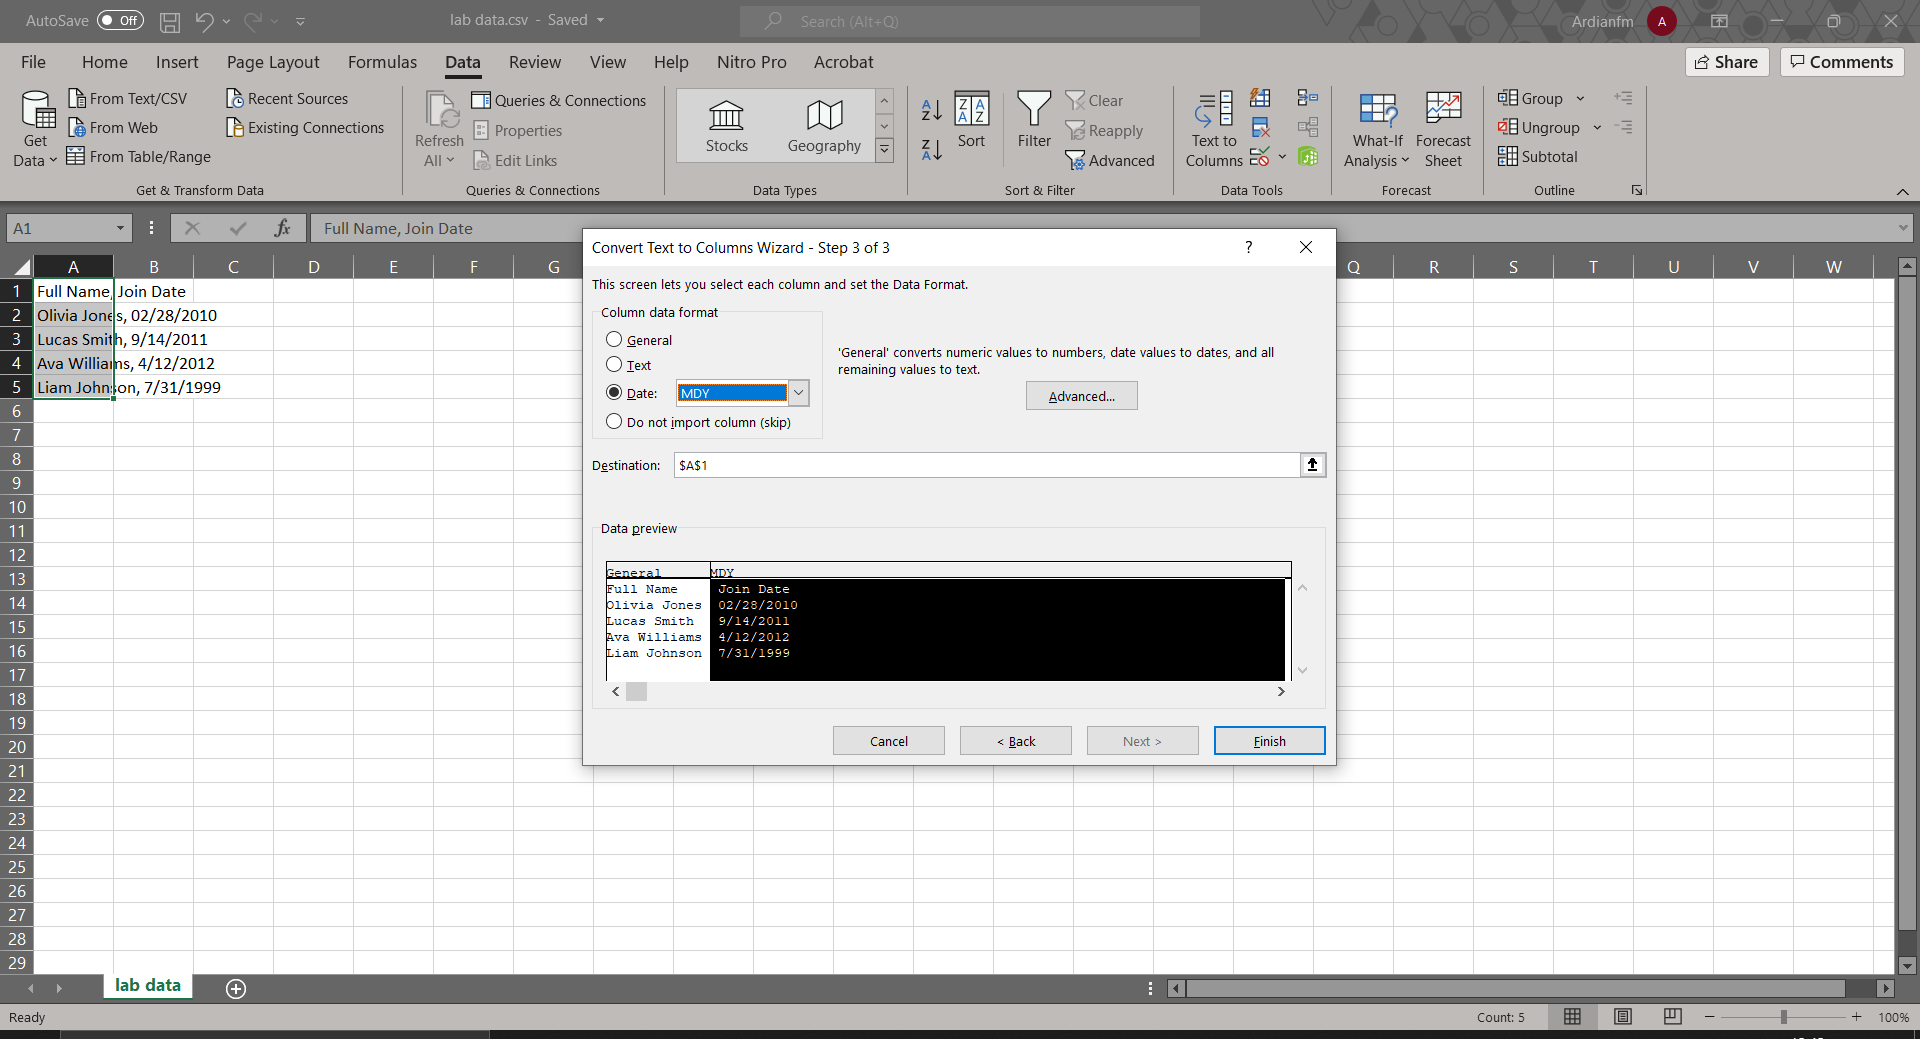 AutoSave Off
lab data.csv - Saved
Search (Alt+Q)
Ardianfm A
File Home Insert Page Layout Formulas Data Review View Help Nitro Pro Acrobat
Share Comments
Get Data
From Text/CSV
From Web
From Table/Range
Recent Sources
Existing Connections
Get & Transform Data
Refresh All
Queries & Connections
Properties
Edit Links
Queries & Connections
Stocks
Geography
Data Types
Sort
Filter
Clear
Reapply
Advanced
Sort & Filter
Text to
Columns
Data Tools
What-If
Analysis
Forecast
Sheet
Forecast
Group
Ungroup
Subtotal
Outline
A1
fx
Full Name, Join Date
A B C D E F G Q R S T U V W
1 Full Name, Join Date
2 Olivia Jones, 02/28/2010
3 Lucas Smith, 9/14/2011
4 Ava Williams, 4/12/2012
5 Liam Johnson, 7/31/1999
6
7
8
9
10
11
12
13
14
15
16
17
18
19
20
21
22
23
24
25
26
27
28
29
Convert Text to Columns Wizard - Step 3 of 3
?
This screen lets you select each column and set the Data Format.
Column data format
General
Text
Date: MDY
Do not import column (skip)
'General' converts numeric values to numbers, date values to dates, and all
remaining values to text.
Advanced...
Destination: $A$1
Data preview
General MDY
Full Name Join Date
Olivia Jones 02/28/2010
Lucas Smith 9/14/2011
Ava Williams 4/12/2012
Liam Johnson 7/31/1999
Cancel < Back Next > Finish
lab data
Ready
Count: 5
100%